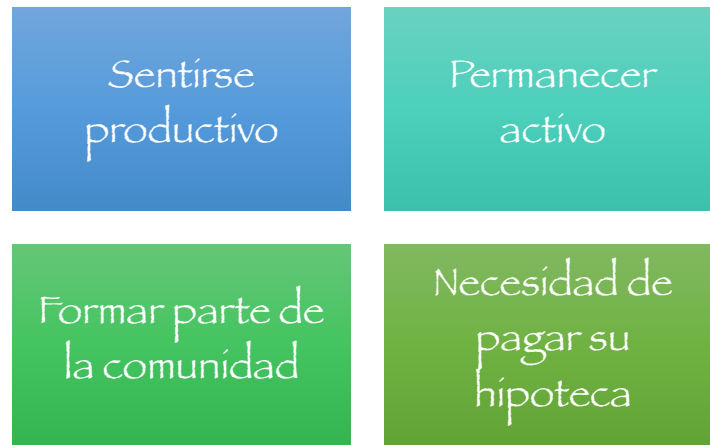 Sentirse
productivo
Permanecer
activo
Formar parte de
la comunidad
Necesidad de
pagar su
hipoteca